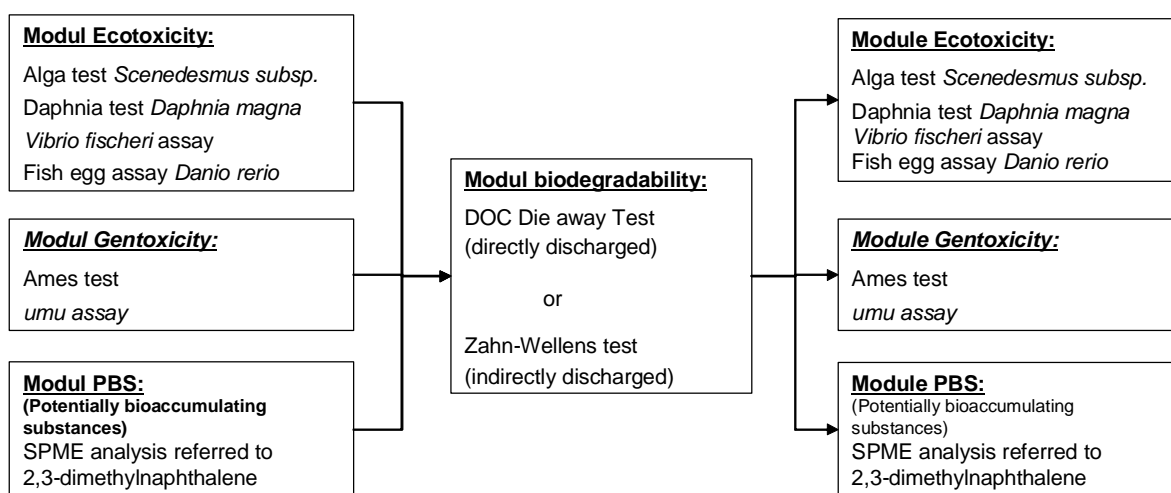 Modul Ecotoxicity:
Alga test Scenedesmus subsp.
Daphnia test Daphnia magna
Vibrio fischeri assay
Fish egg assay Danio rerio
Modul Gentoxicity:
Ames test
umu assay
Modul PBS:
(Potentially bioaccumulating
substances)
SPME analysis referred to
2,3-dimethylnaphthalene
Modul biodegradability:
DOC Die away Test
(directly discharged)
or
Zahn-Wellens test
(indirectly discharged)
Module Ecotoxicity:
Alga test Scenedesmus subsp.
Daphnia test Daphnia magna
Vibrio fischeri assay
Fish egg assay Danio rerio
Module Gentoxicity:
Ames test
umu assay
Module PBS:
(Potentially bioaccumulating
substances)
SPME analysis referred to
2,3-dimethylnaphthalene